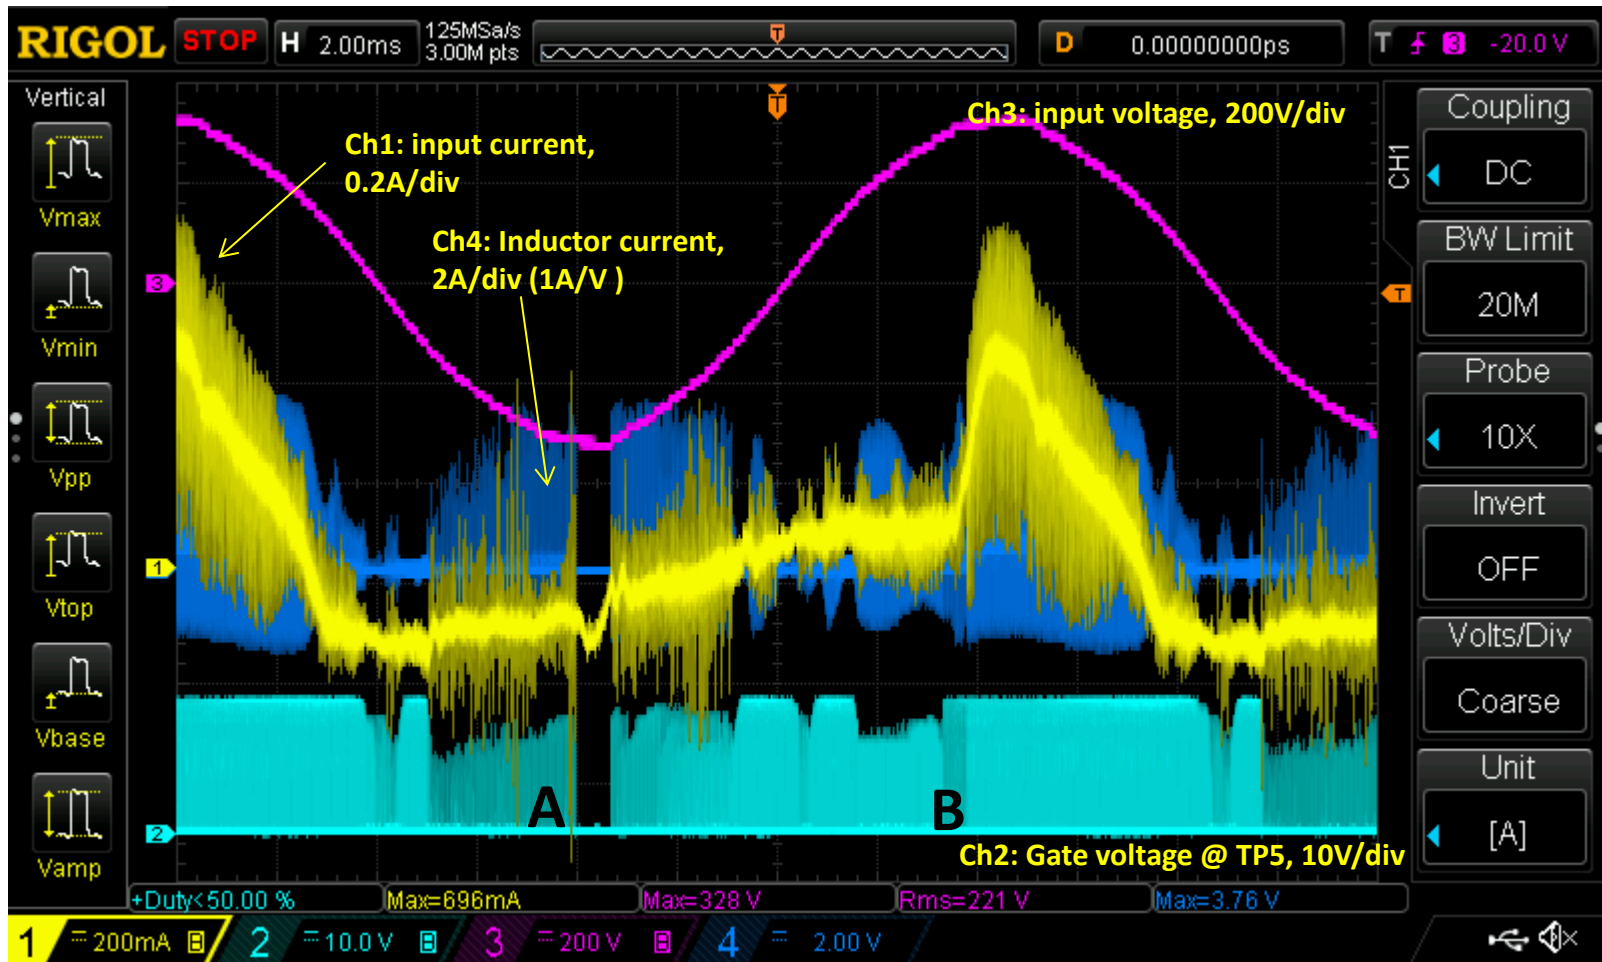 RIGOL STOP H 2.00ms 125MSa/s T D 0.00000000ps T 3 -20.0 V
3.00M pts
Vertical
Vmax
Vmin
Vpp
Vtop
Vbase
Vamp
T
Ch3: input voltage, 200V/div
Ch1: input current,
0.2A/div
Ch4: Inductor current,
2A/div (1A/V )
3
T
1
2
A
B
Ch2: Gate voltage @ TP5, 10V/div
CH1
Coupling
DC
BW Limit
20M
Probe
10X
Invert
OFF
Volts/Div
Coarse
Unit
[A]
+Duty<50.00 % Max=696mA Max=328 V Rms=221 V Max=3.76 V
1 200mA B 2 10.0 V B 3 200 V B 4 2.00 V